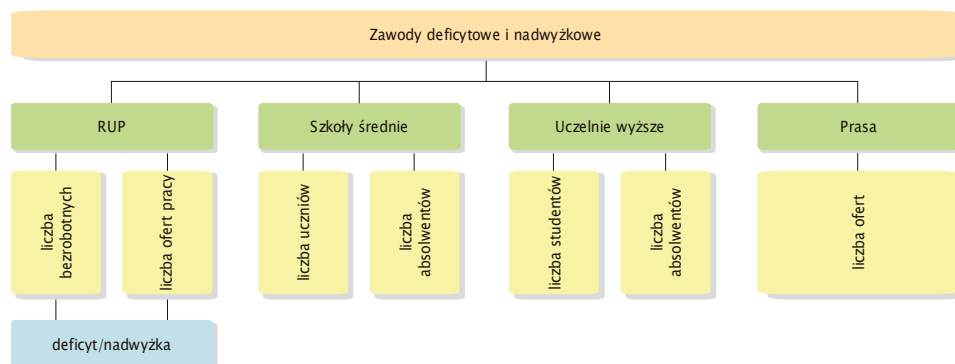 Zawody deficytowe i nadwyżkowe
RUP
Szkoły średnie
Uczelnie wyższe
Prasa
liczba
bezrobotnych
liczba ofert pracy
liczba uczniów
liczba
absolwentów
liczba studentów
liczba
absolwentów
liczba ofert
deficyt/nadwyżka